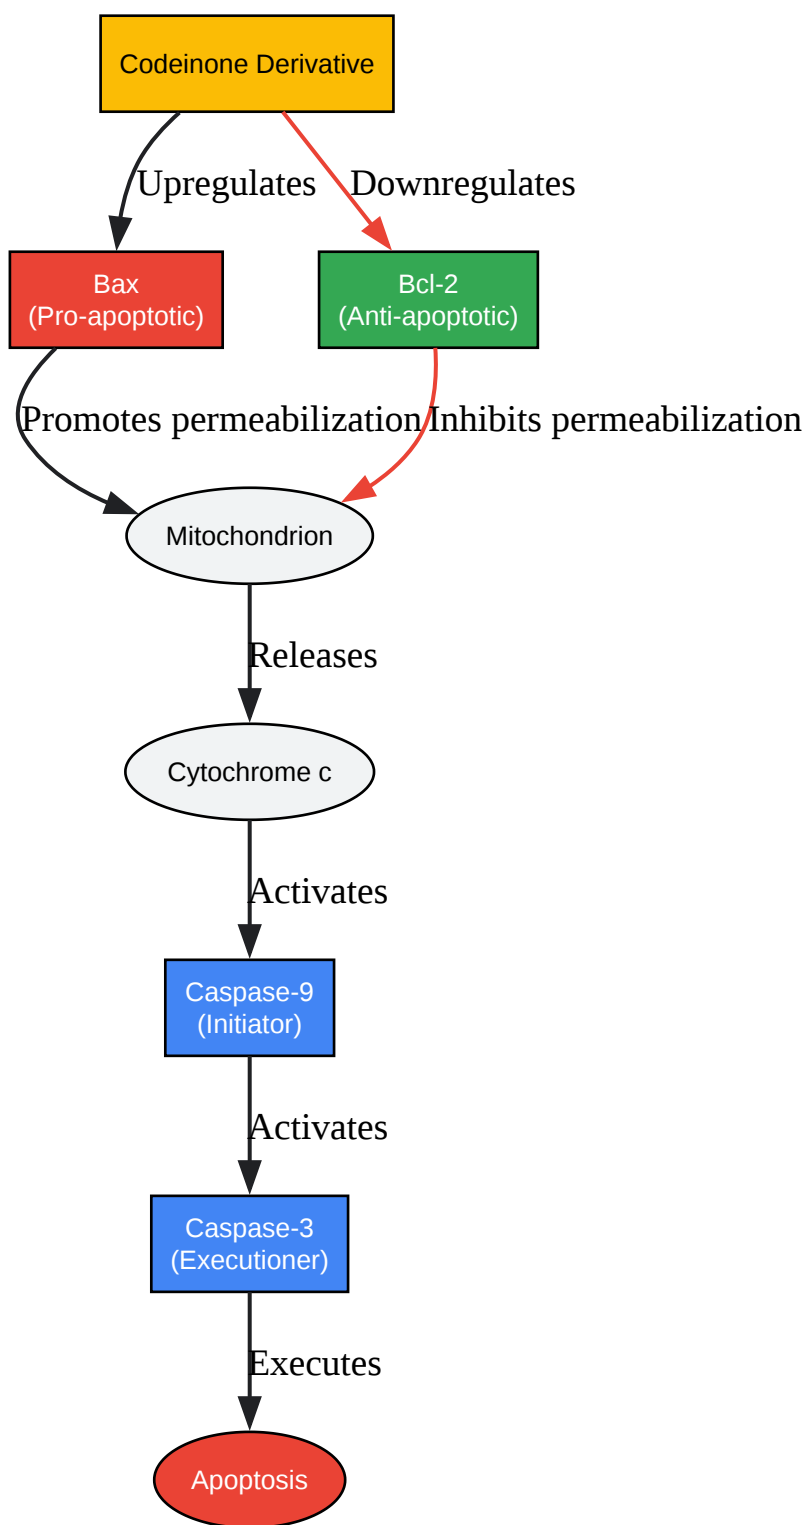 Codeinone Derivative
Upregulates
Downregulates
Bax
(Pro-apoptotic)
Bcl-2
(Anti-apoptotic)
Promotes permeabilization
Inhibits permeabilization
Mitochondrion
Releases
Cytochrome c
Activates
Caspase-9
(Initiator)
Activates
Caspase-3
(Executioner)
Executes
Apoptosis